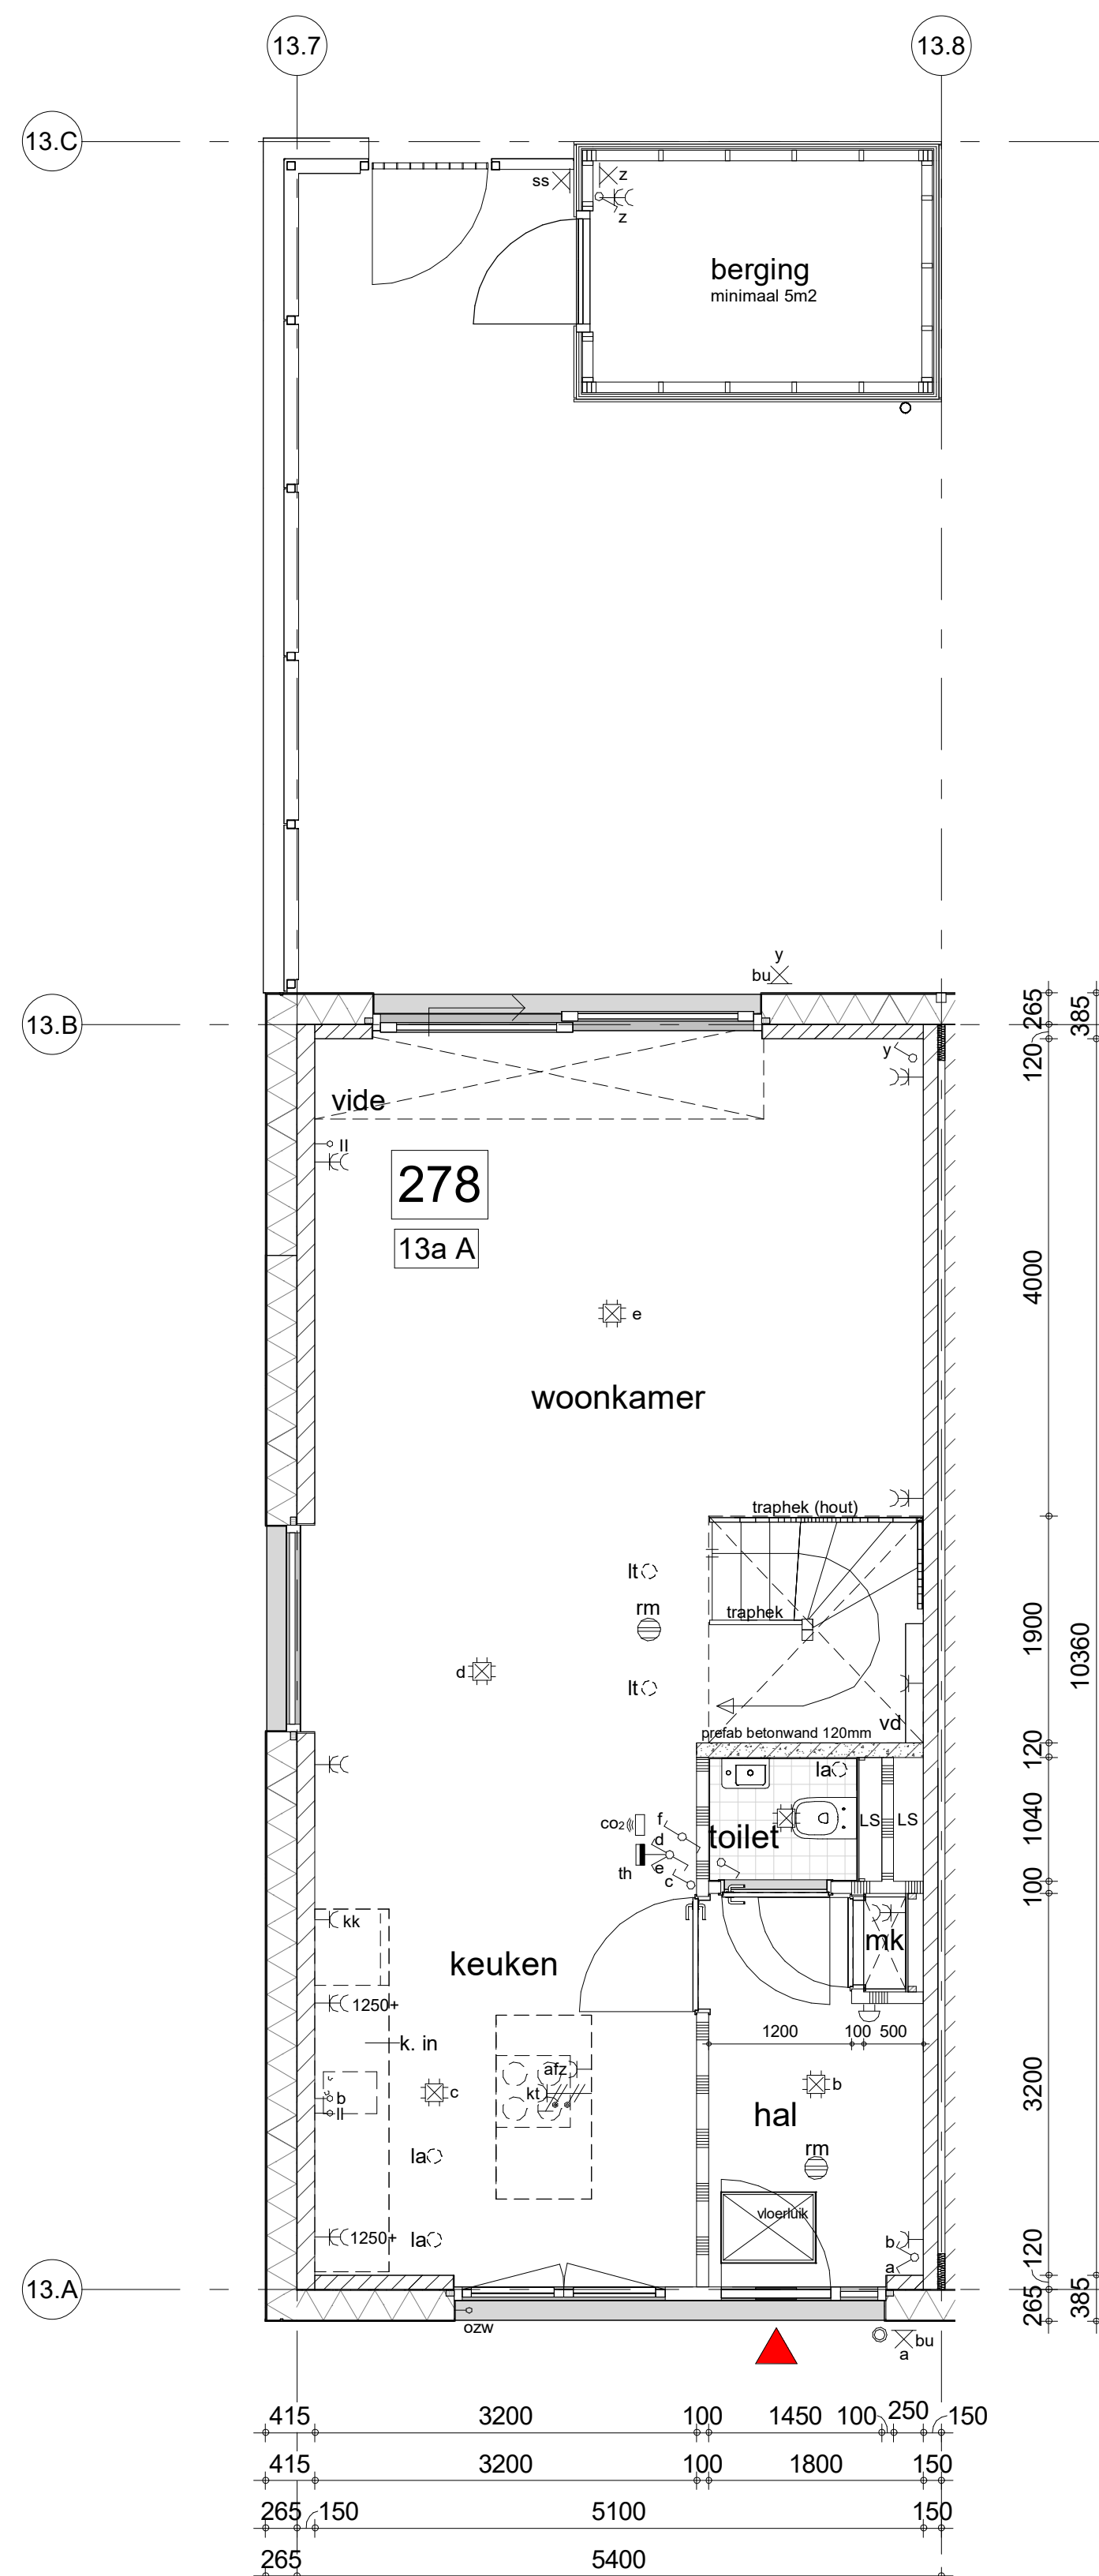 13.7
13.8
13.C
ss
z
z
berging
minimaal 5m2
y
bu
13.B
265
385
120
y
vide
II
278
13a A
4000
e
woonkamer
traphek (hout)
lt
rm
traphek
1900
10360
d
lt
vd
prefab betonwand 120mm
120
la
co2
f
d
toilet
LS
LS
1040
th
e
c
100
kk
mk
keuken
1250+
1200
100
500
k. in
afz
kt
b
c
b
II
3200
hal
la
rm
vloerluik
1250+
la
b
a
120
13.A
265
385
ozw
bu
a
415
3200
100
1450
100
250
150
415
3200
100
1800
150
265
150
5100
150
265
5400